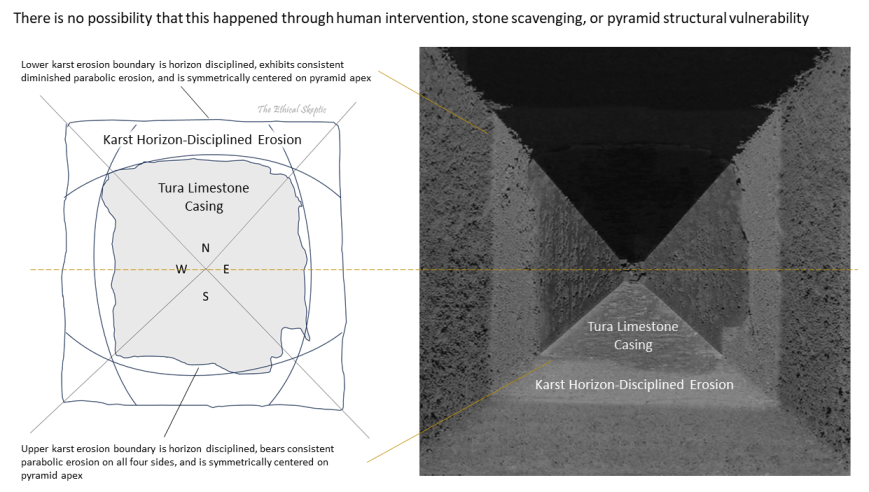 There is no possibility that this happened through human intervention, stone scavenging, or pyramid structural vulnerability
Lower karst erosion boundary is horizon disciplined, exhibits consistent
diminished parabolic erosion, and is symmetrically centered on pyramid apex
The Ethical Skeptic
Karst Horizon-Disciplined Erosion
Tura Limestone
Casing
N
W E
S
Tura Limestone
Casing
Karst Horizon-Disciplined Erosion
Upper karst erosion boundary is horizon disciplined, bears consistent
parabolic erosion on all four sides, and is symmetrically centered on
pyramid apex